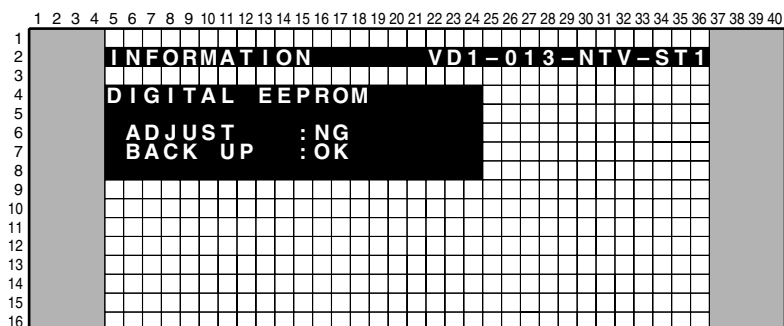 1 2 3 4 5 6 7 8 9 10 11 12 13 14 15 16 17 18 19 20 21 22 23 24 25 26 27 28 29 30 31 32 33 34 35 36 37 38 39 40
1
2 INFORMATION VD1-013-NTV-ST1
3
4 DIGITAL EEPROM
5
6 ADJUST :NG
7 BACK UP :OK
8
9
10
11
12
13
14
15
16